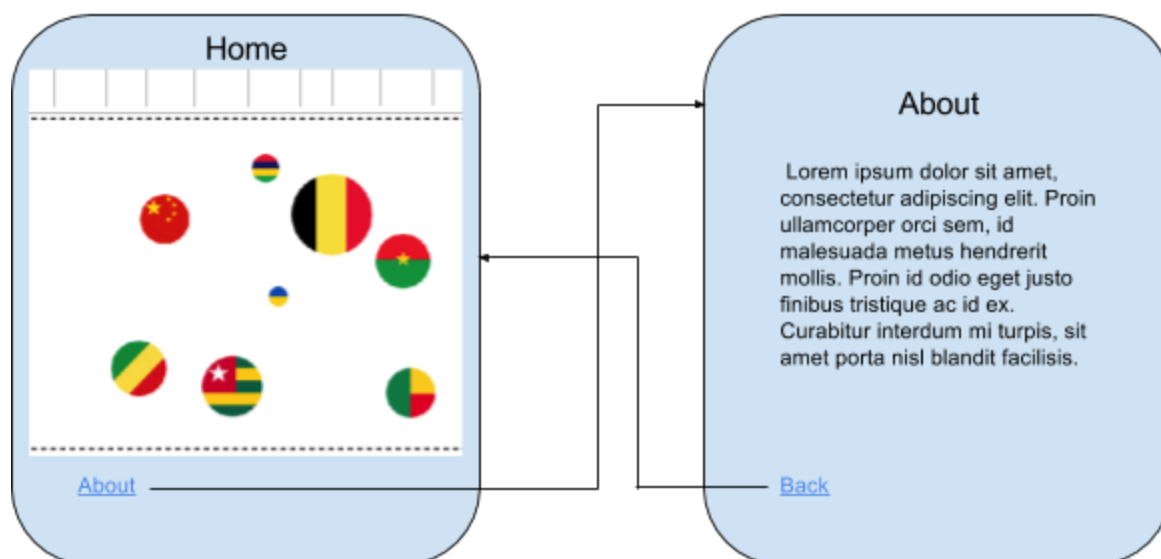 Home
About
About
Lorem ipsum dolor sit amet,
consectetur adipiscing elit. Proin
ullamcorper orci sem, id
malesuada metus hendrerit
mollis. Proin id odio eget justo
finibus tristique ac id ex.
Curabitur interdum mi turpis, sit
amet porta nisl blandit facilisis.
Back